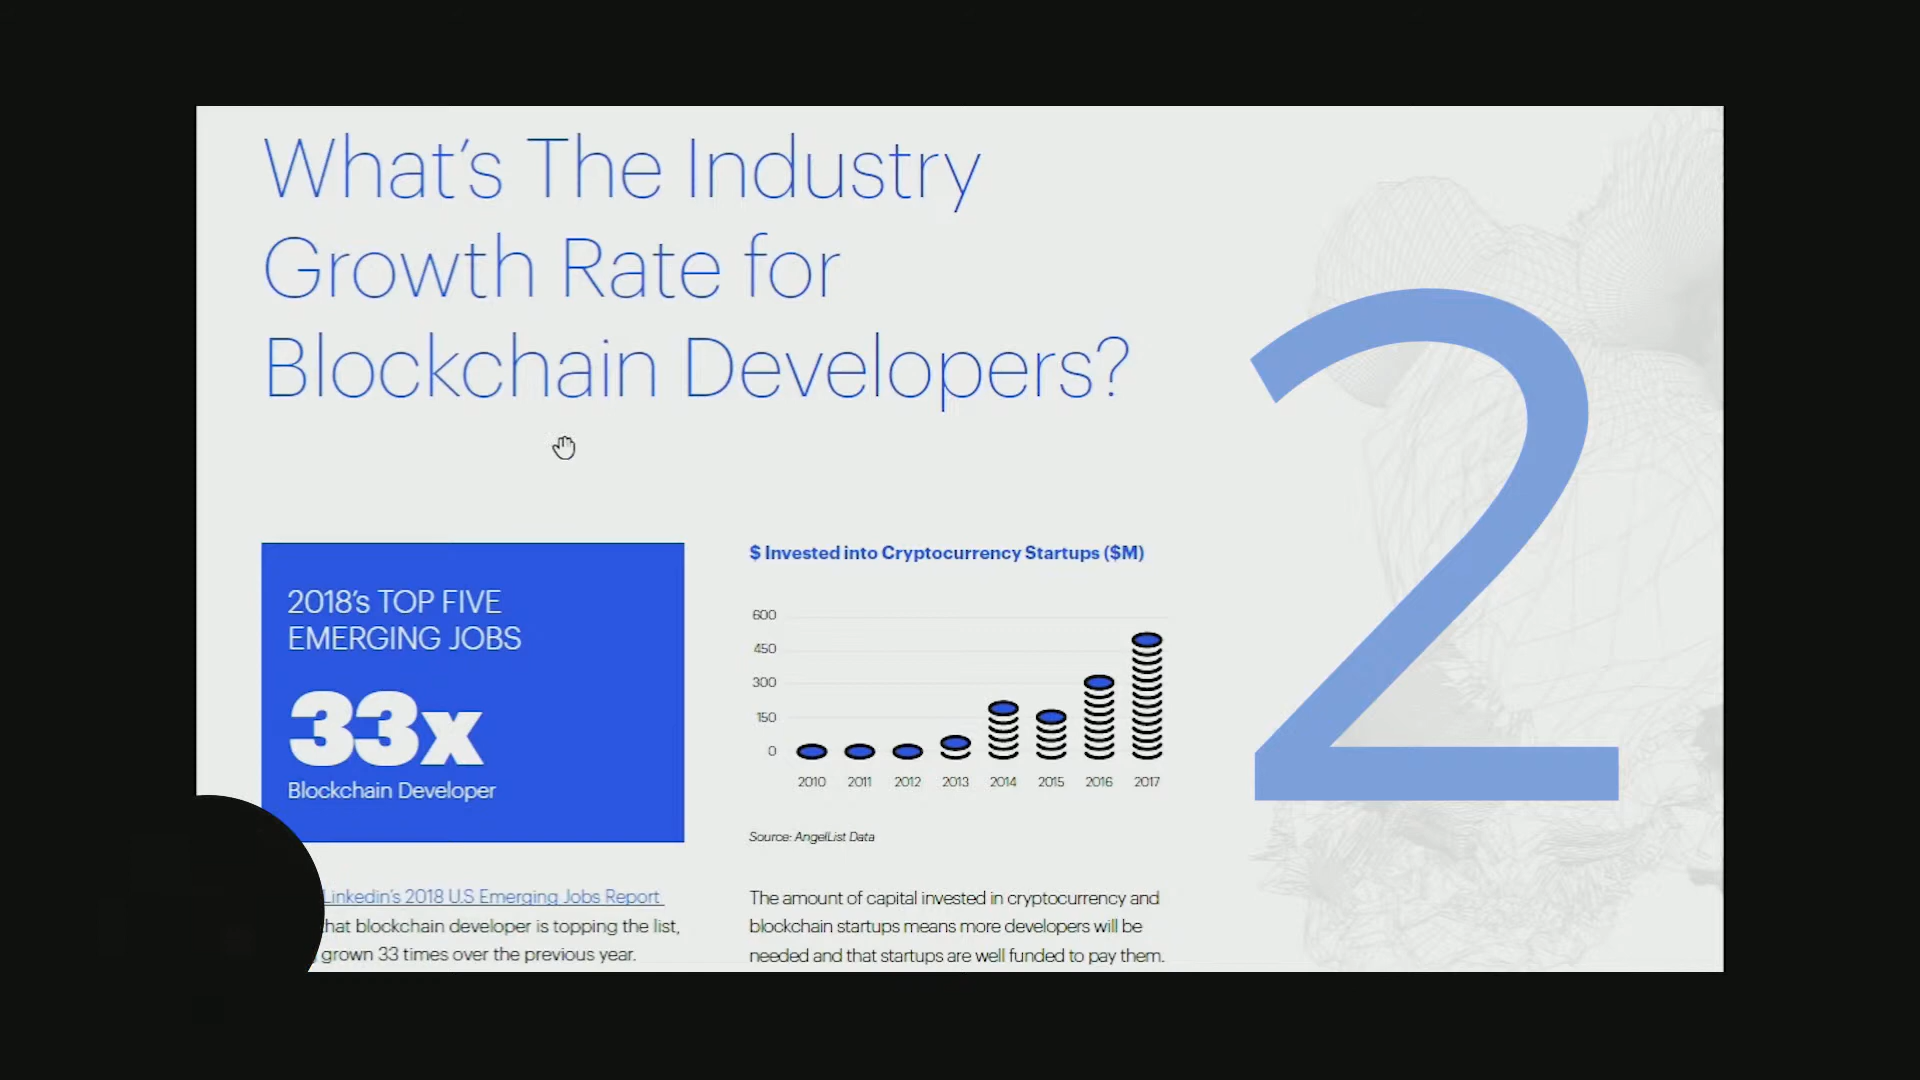 What's The Industry
Growth Rate for
Blockchain Developers?
2
2018's TOP FIVE
EMERGING JOBS
33x
Blockchain Developer
Linkedin's 2018 U.S Emerging Jobs Report
that blockchain developer is topping the list,
grown 33 times over the previous year.
$ Invested into Cryptocurrency Startups ($M)
600
450
300
150
0
2010 2011 2012 2013 2014 2015 2016 2017
Source: AngelList Data
The amount of capital invested in cryptocurrency and
blockchain startups means more developers will be
needed and that startups are well funded to pay them.